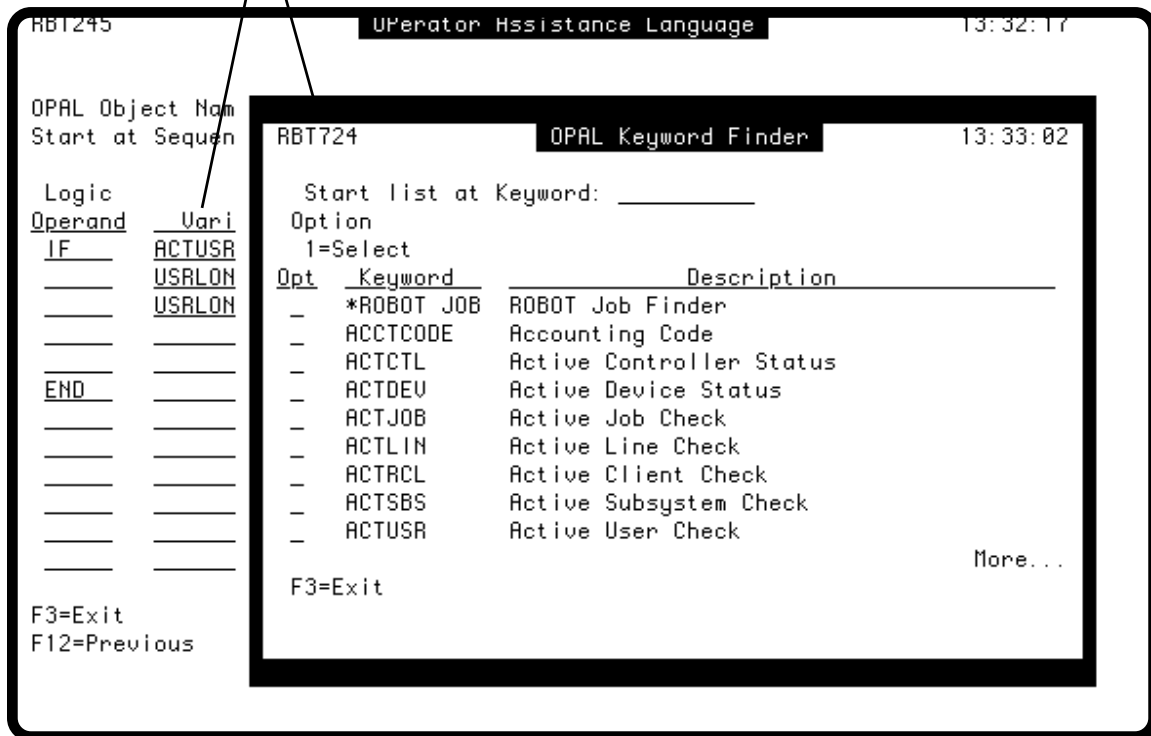 RBT245 OPerator Assistance Language 13:32:17
OPAL Object Nam
Start at Sequen
Logic
Operand Vari
IF ACTUSR
USRLON
USRLON
END
F3=Exit
F12=Previous
RBT724 OPAL Keyword Finder 13:33:02
Start list at Keyword:
Option
1=Select
Opt Keyword Description
*ROBOT JOB ROBOT Job Finder
ACCTCODE Accounting Code
ACTCTL Active Controller Status
ACTDEV Active Device Status
ACTJOB Active Job Check
ACTLIN Active Line Check
ACTRCL Active Client Check
ACTSBS Active Subsystem Check
ACTUSR Active User Check
More...
F3=Exit